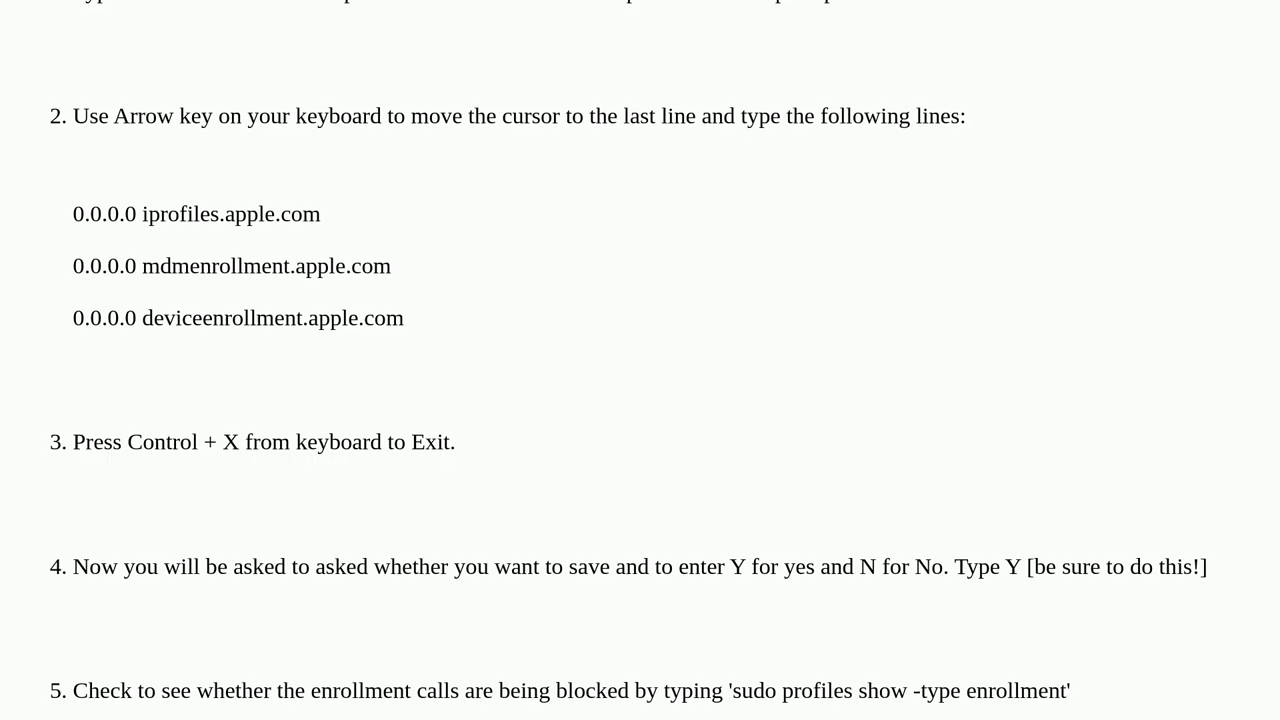 2. Use Arrow key on your keyboard to move the cursor to the last line and type the following lines:
0.0.0.0 iprofiles.apple.com
0.0.0.0 mdmenrollment.apple.com
0.0.0.0 deviceenrollment.apple.com
3. Press Control + X from keyboard to Exit.
4. Now you will be asked to asked whether you want to save and to enter Y for yes and N for No. Type Y [be sure to do this!]
5. Check to see whether the enrollment calls are being blocked by typing 'sudo profiles show -type enrollment'